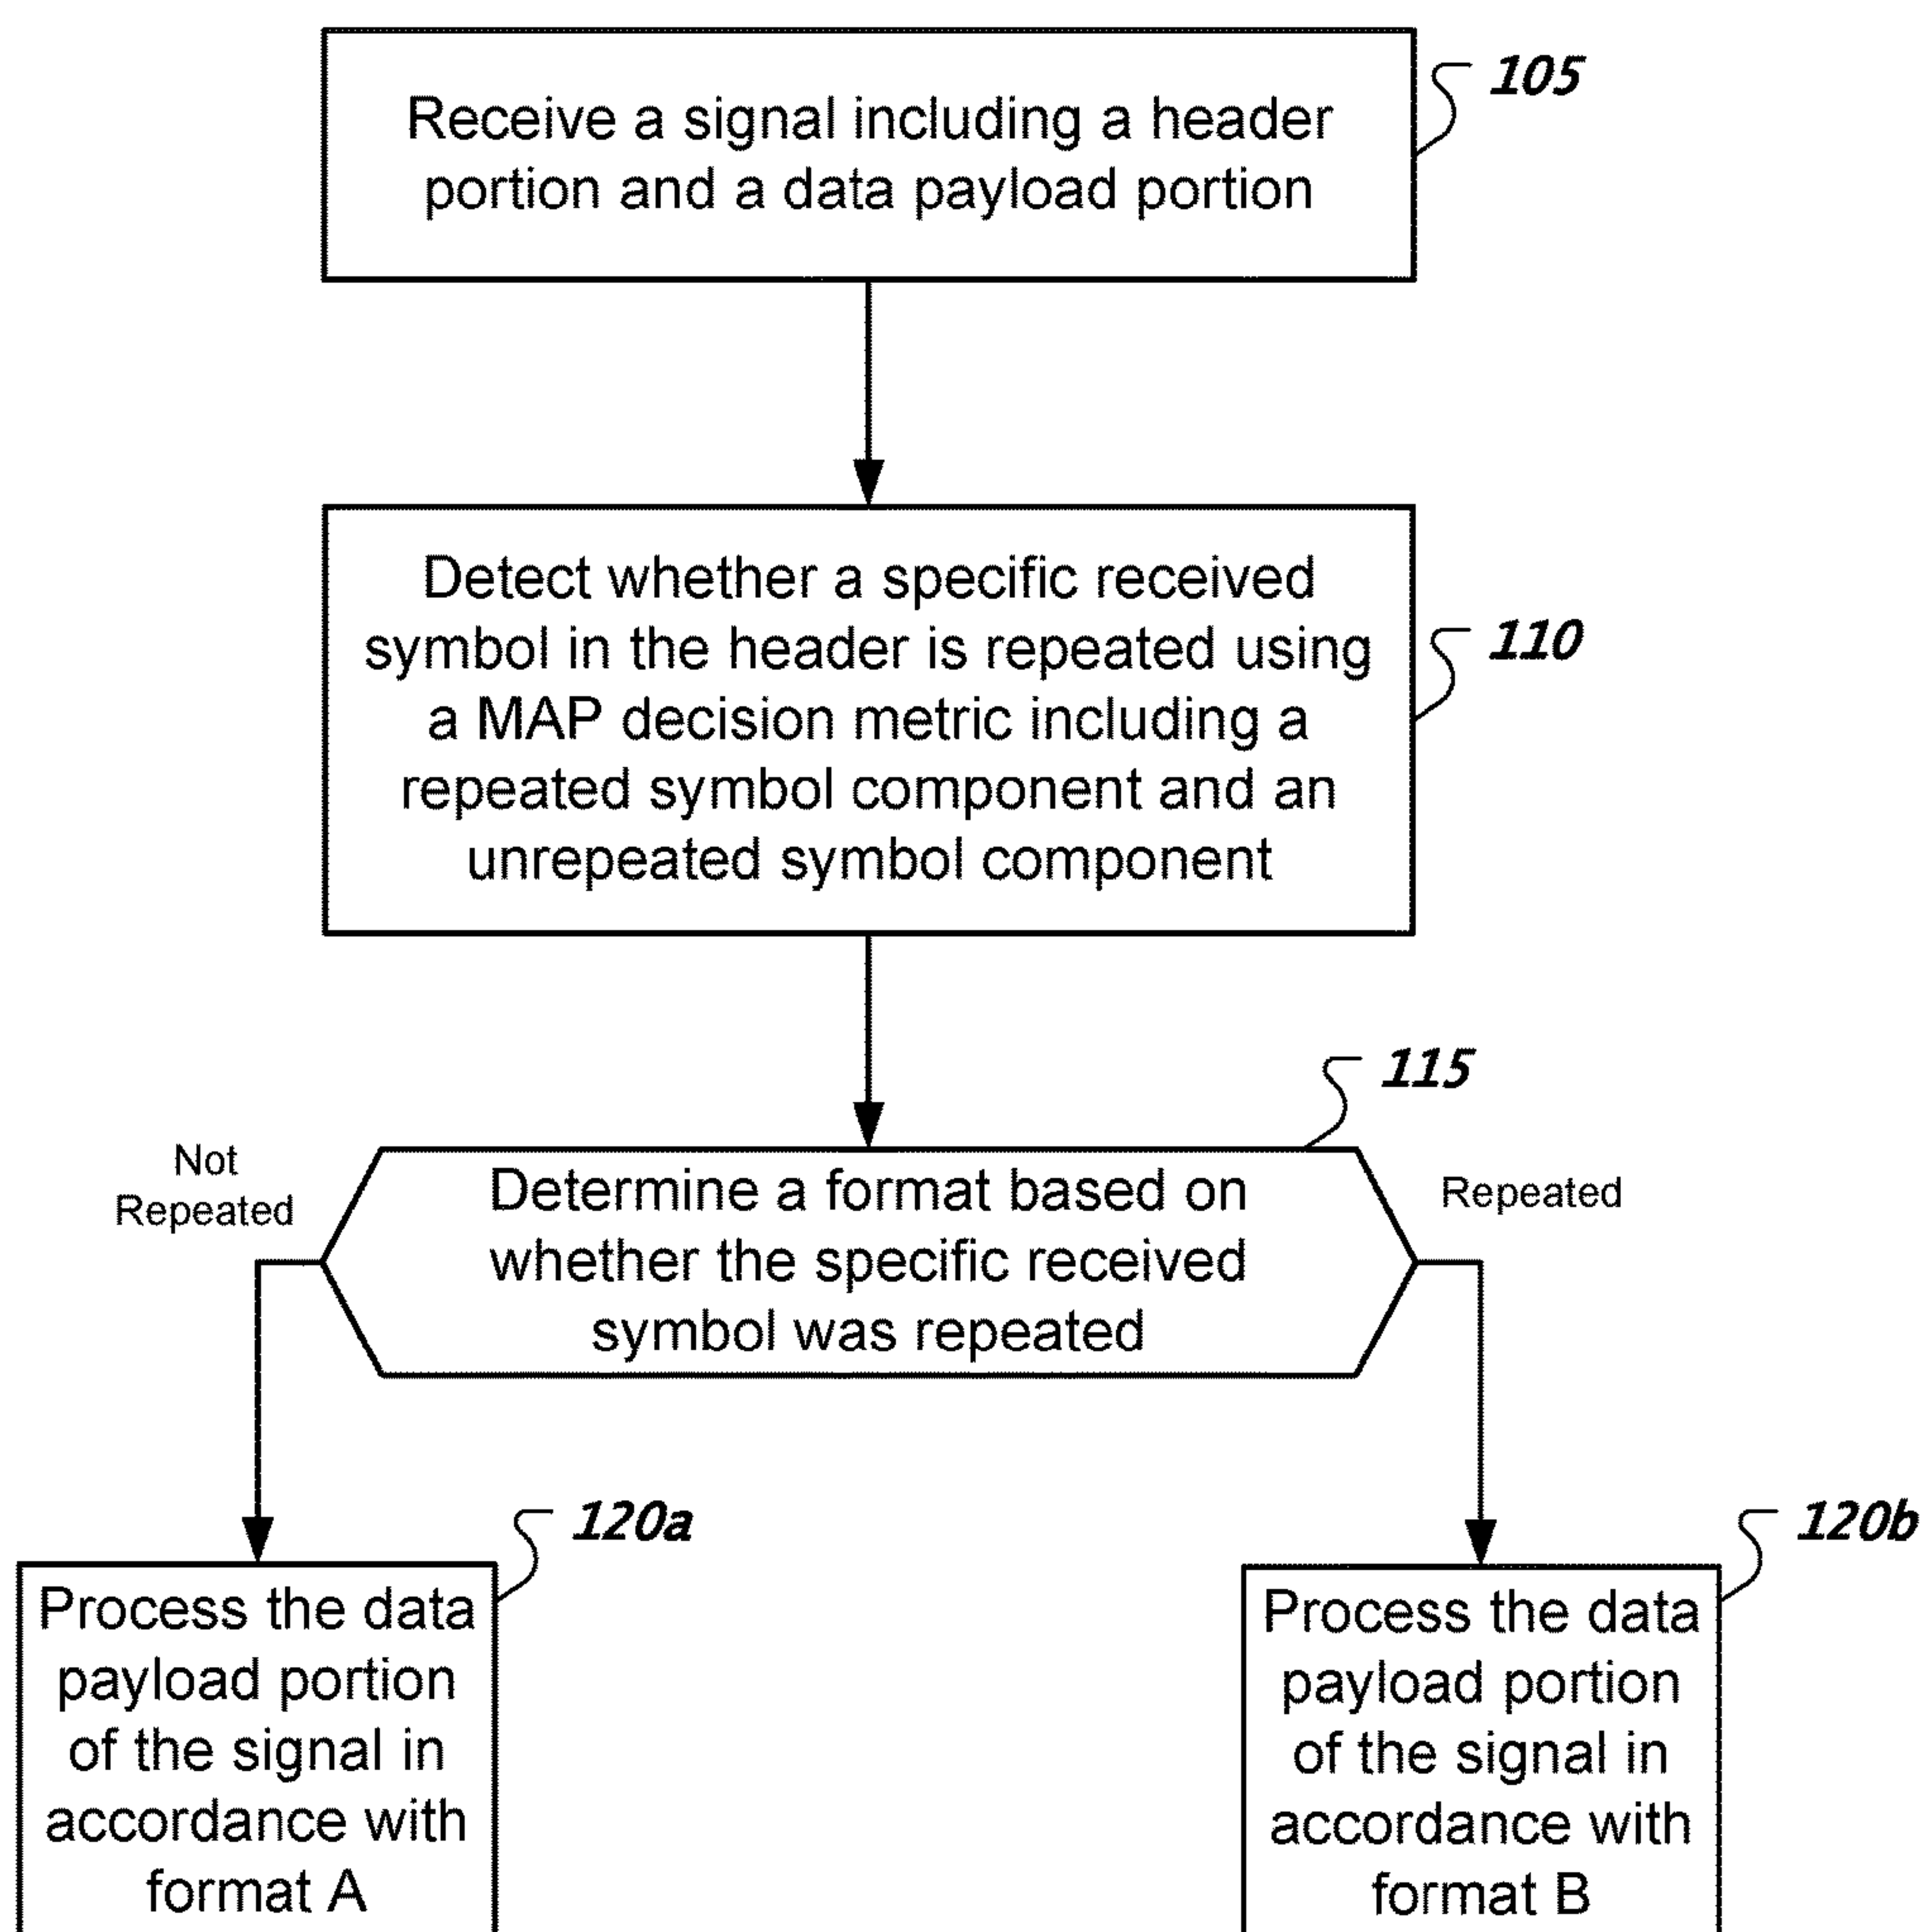 Receive a signal including a header
portion and a data payload portion
105
Detect whether a specific received
symbol in the header is repeated using
a MAP decision metric including a
repeated symbol component and an
unrepeated symbol component
110
115
Not
Repeated
Determine a format based on
whether the specific received
symbol was repeated
Repeated
120a
Process the data
payload portion
of the signal in
accordance with
format A
120b
Process the data
payload portion
of the signal in
accordance with
format B